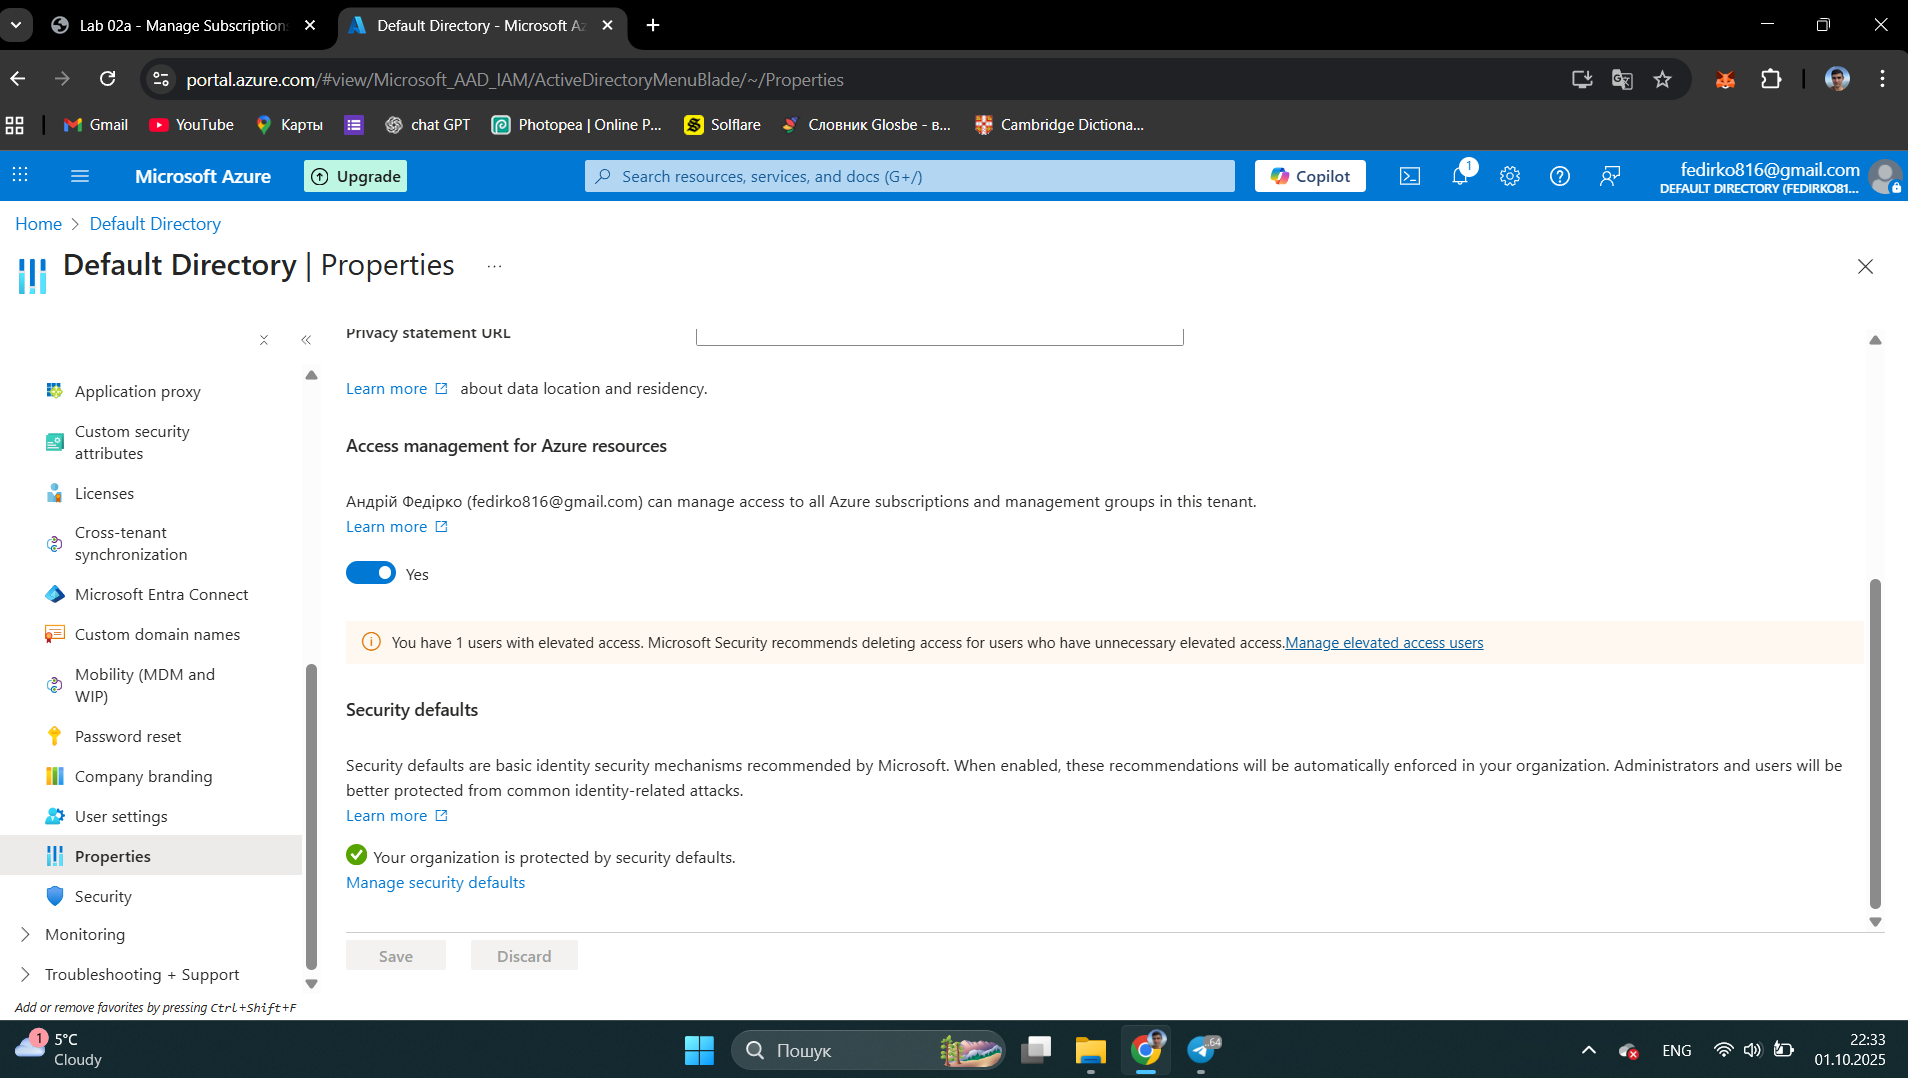 Lab 02a - Manage Subscription
Default Directory - Microsoft Az
portal.azure.com/#view/Microsoft_AAD_IAM/ActiveDirectoryMenuBlade/~/Properties
Gmail
YouTube
Карты
chat GPT
Photopea | Online P...
Solflare
Словник Glosbe - в...
Cambridge Dictiona...
Microsoft Azure
Upgrade
Search resources, services, and docs (G+/)
Copilot
1
fedirko816@gmail.com
DEFAULT DIRECTORY (FEDIRKO81...
Home
Default Directory
Default Directory | Properties
...
Application proxy
Custom security
attributes
Licenses
Cross-tenant
synchronization
Microsoft Entra Connect
Custom domain names
Mobility (MDM and
WIP)
Password reset
Company branding
User settings
Properties
Security
Monitoring
Troubleshooting + Support
Add or remove favorites by pressing Ctrl+Shift+F
Privacy statement URL
Learn more about data location and residency.
Access management for Azure resources
Андрій Федірко (fedirko816@gmail.com) can manage access to all Azure subscriptions and management groups in this tenant.
Learn more
Yes
You have 1 users with elevated access. Microsoft Security recommends deleting access for users who have unnecessary elevated access.Manage elevated access users
Security defaults
Security defaults are basic identity security mechanisms recommended by Microsoft. When enabled, these recommendations will be automatically enforced in your organization. Administrators and users will be
better protected from common identity-related attacks.
Learn more
Your organization is protected by security defaults.
Manage security defaults
Save
Discard
1
5°C
Cloudy
Пошук
..64
ENG
22:33
01.10.2025